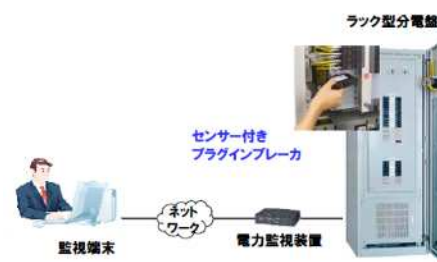 ラック型分電盤
センサー付き
プラグインブレーカ
ネット
ワーク
監視端末
電力監視装置